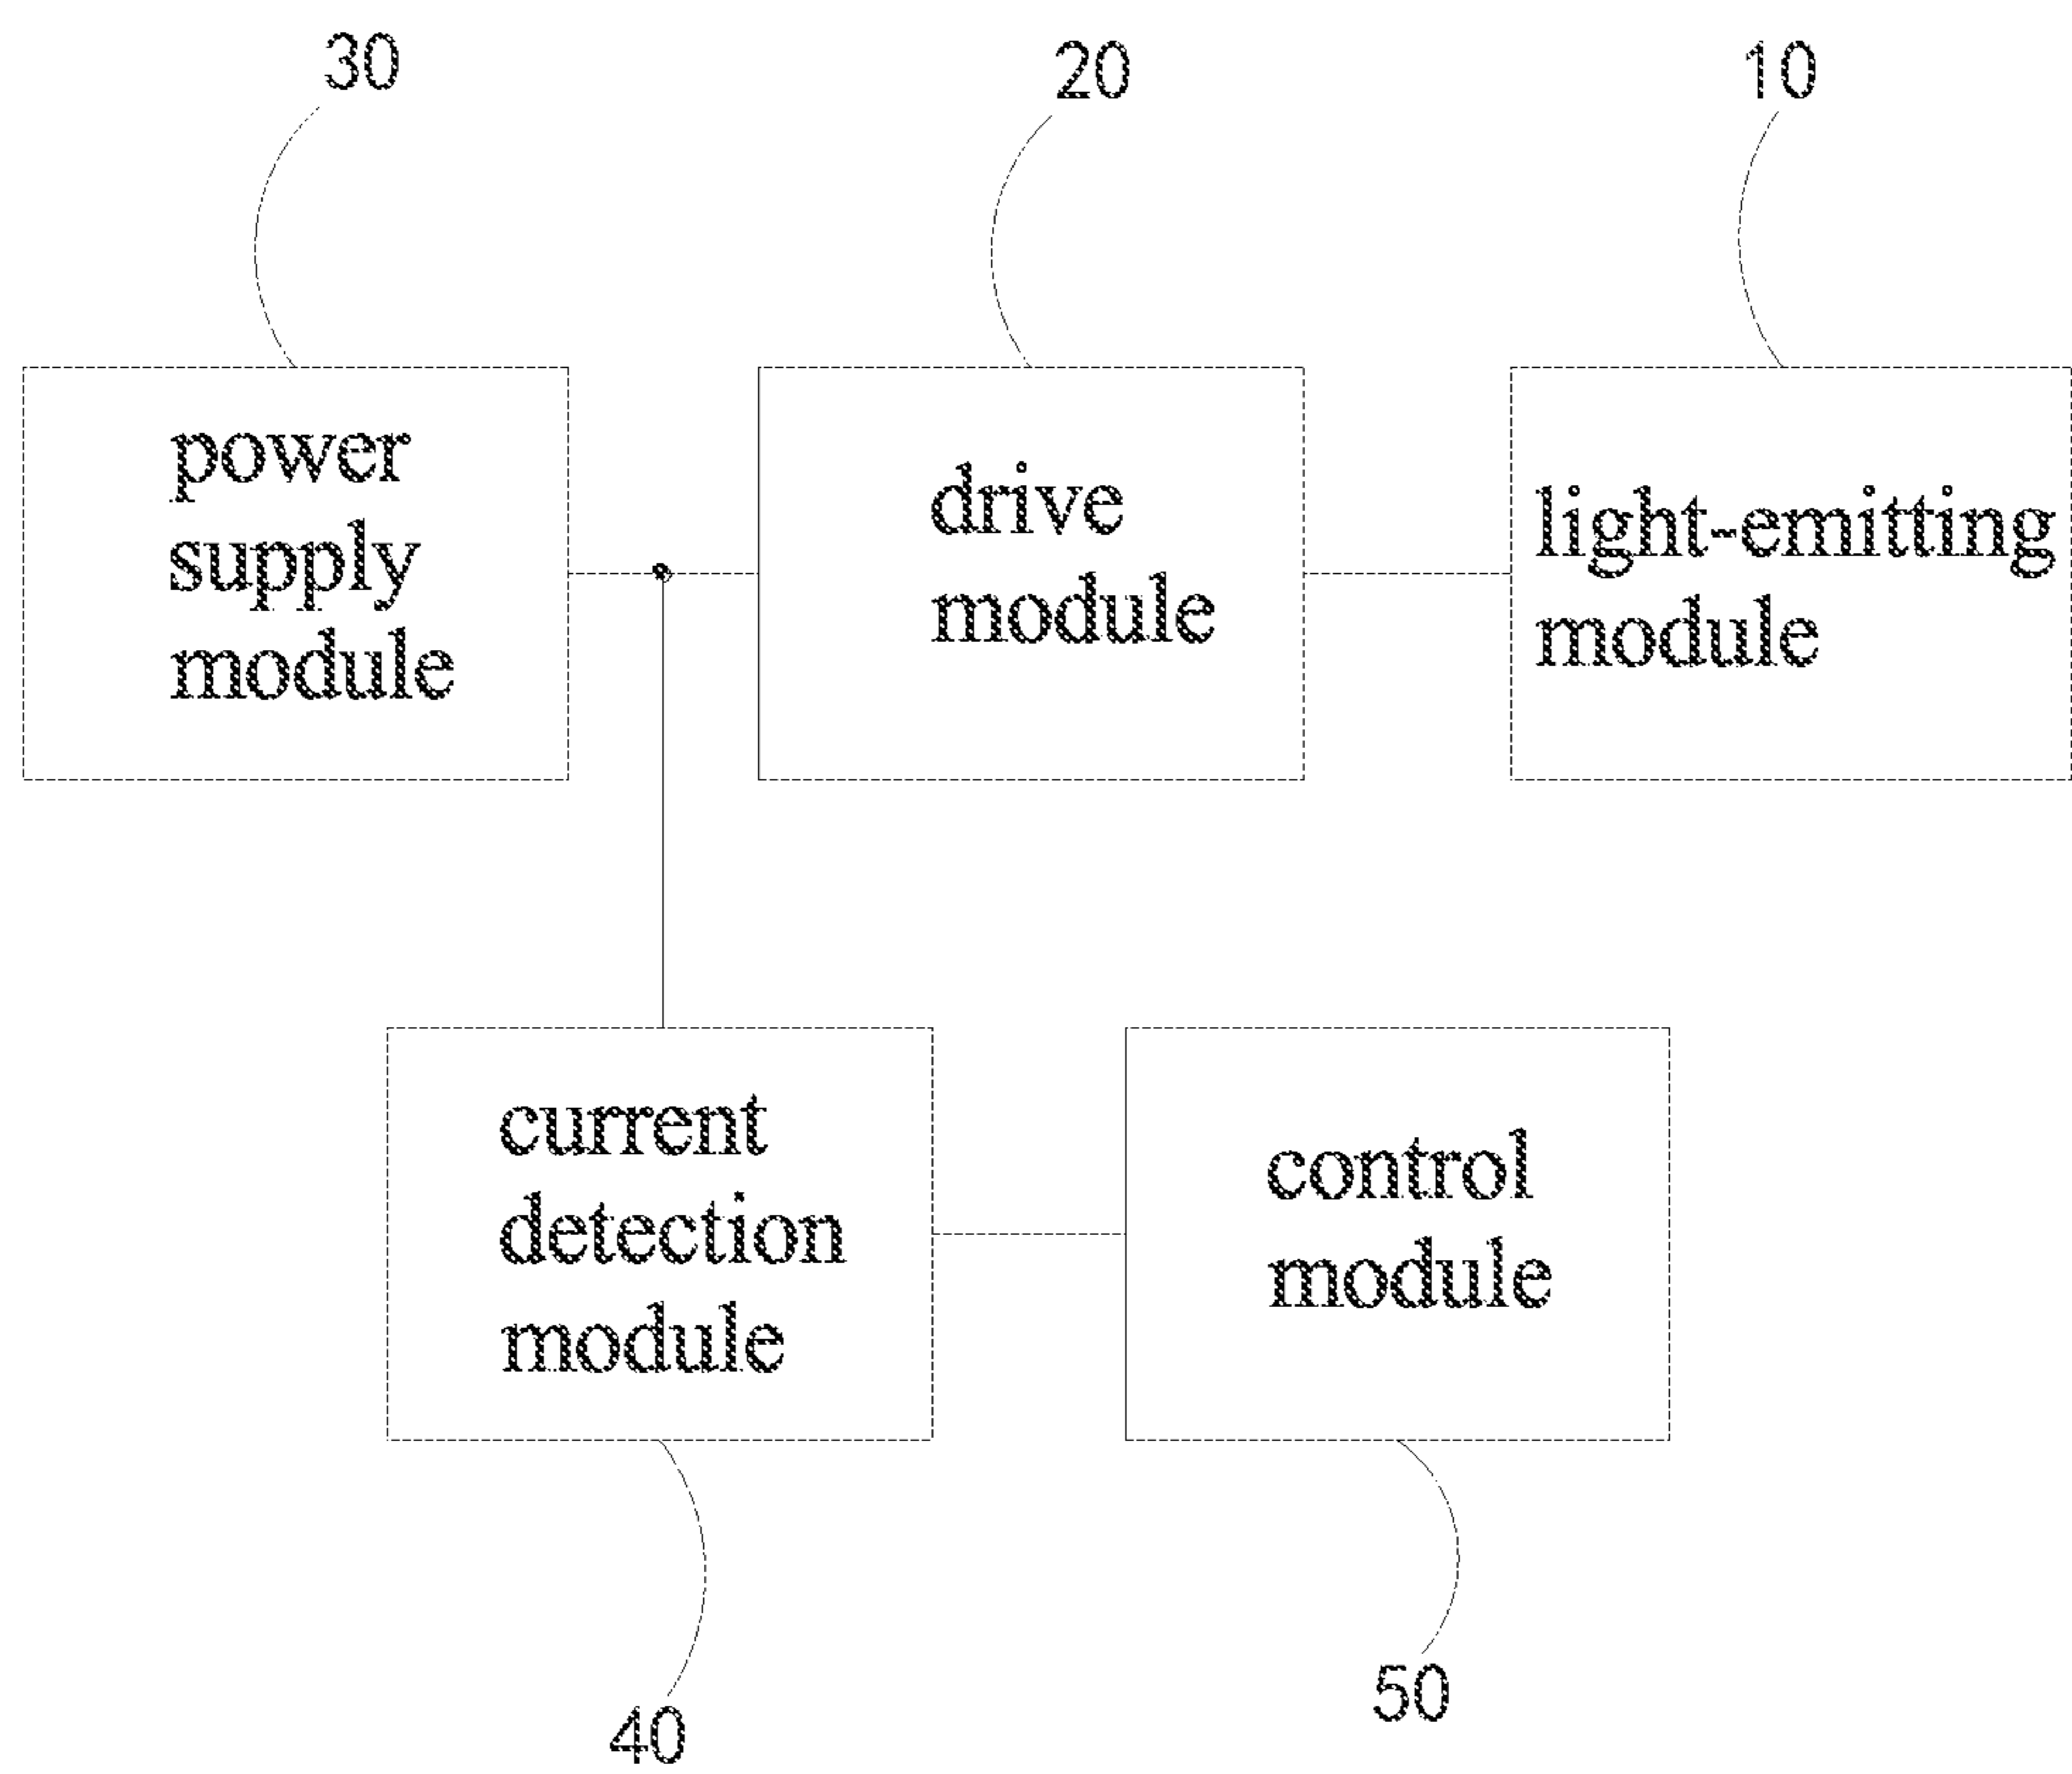 30
20
10
power
supply
module
drive
module
light-emitting
module
current
detection
module
control
module
40
50